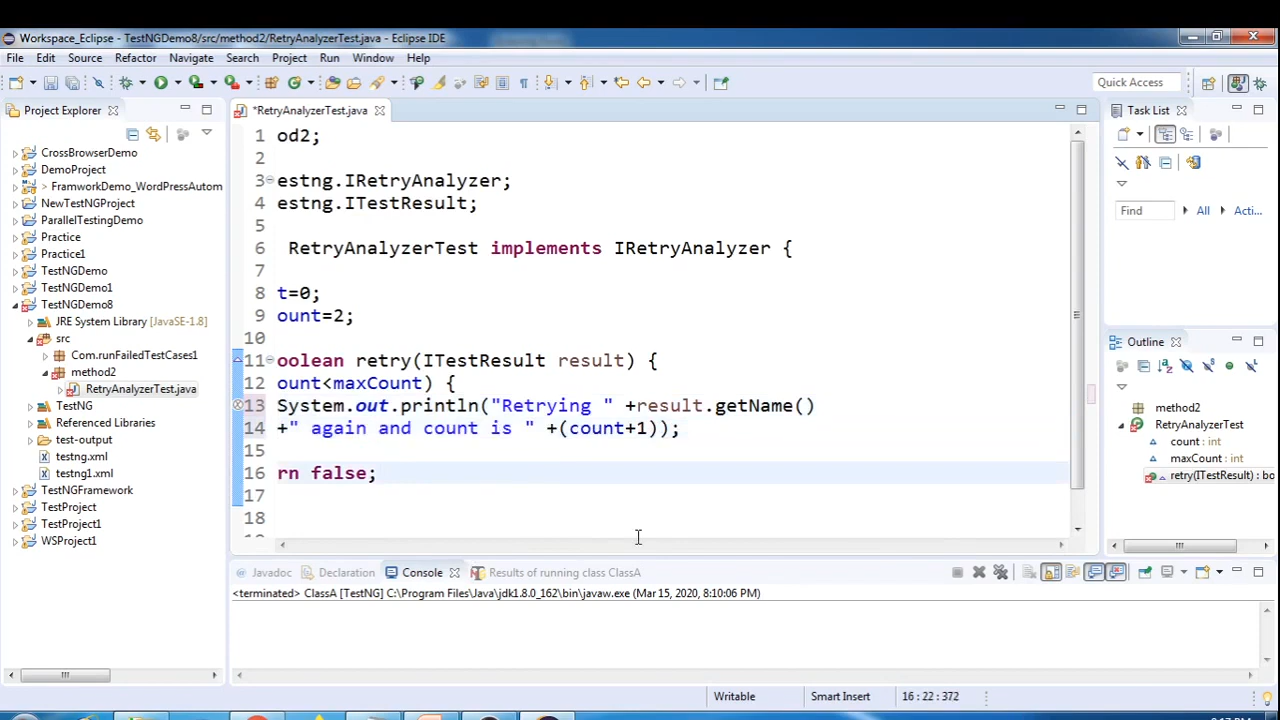 Workspace_Eclipse - TestNGDemo8/src/method2/RetryAnalyzerTest.java - Eclipse IDE
File Edit Source Refactor Navigate Search Project Run Window Help
Quick Access
Project Explorer
*RetryAnalyzerTest.java
Task List
CrossBrowserDemo
DemoProject
> FramworkDemo_WordPressAutom
NewTestNGProject
ParallelTestingDemo
Practice
Practice1
TestNGDemo
TestNGDemo1
TestNGDemo8
JRE System Library [JavaSE-1.8]
src
Com.runFailedTestCases1
method2
RetryAnalyzerTest.java
TestNG
Referenced Libraries
test-output
testng.xml
testng1.xml
TestNGFramework
TestProject
TestProject1
WSProject1
1 od2;
2
3 estng.IRetryAnalyzer;
4 estng.ITestResult;
5
6 RetryAnalyzerTest implements IRetryAnalyzer {
7
8 t=0;
9 ount=2;
10
11 oolean retry(ITestResult result) {
12 ount<maxCount) {
13 System.out.println("Retrying " +result.getName()
14 +" again and count is " +(count+1));
15
16 rn false;
17
18
Find All Acti...
Outline
method2
RetryAnalyzerTest
count : int
maxCount : int
retry(ITestResult) : bo
Javadoc Declaration Console Results of running class ClassA
<terminated> ClassA [TestNG] C:\Program Files\Java\jdk1.8.0_162\bin\javaw.exe (Mar 15, 2020, 8:10:06 PM)
Writable Smart Insert 16 : 22 : 372